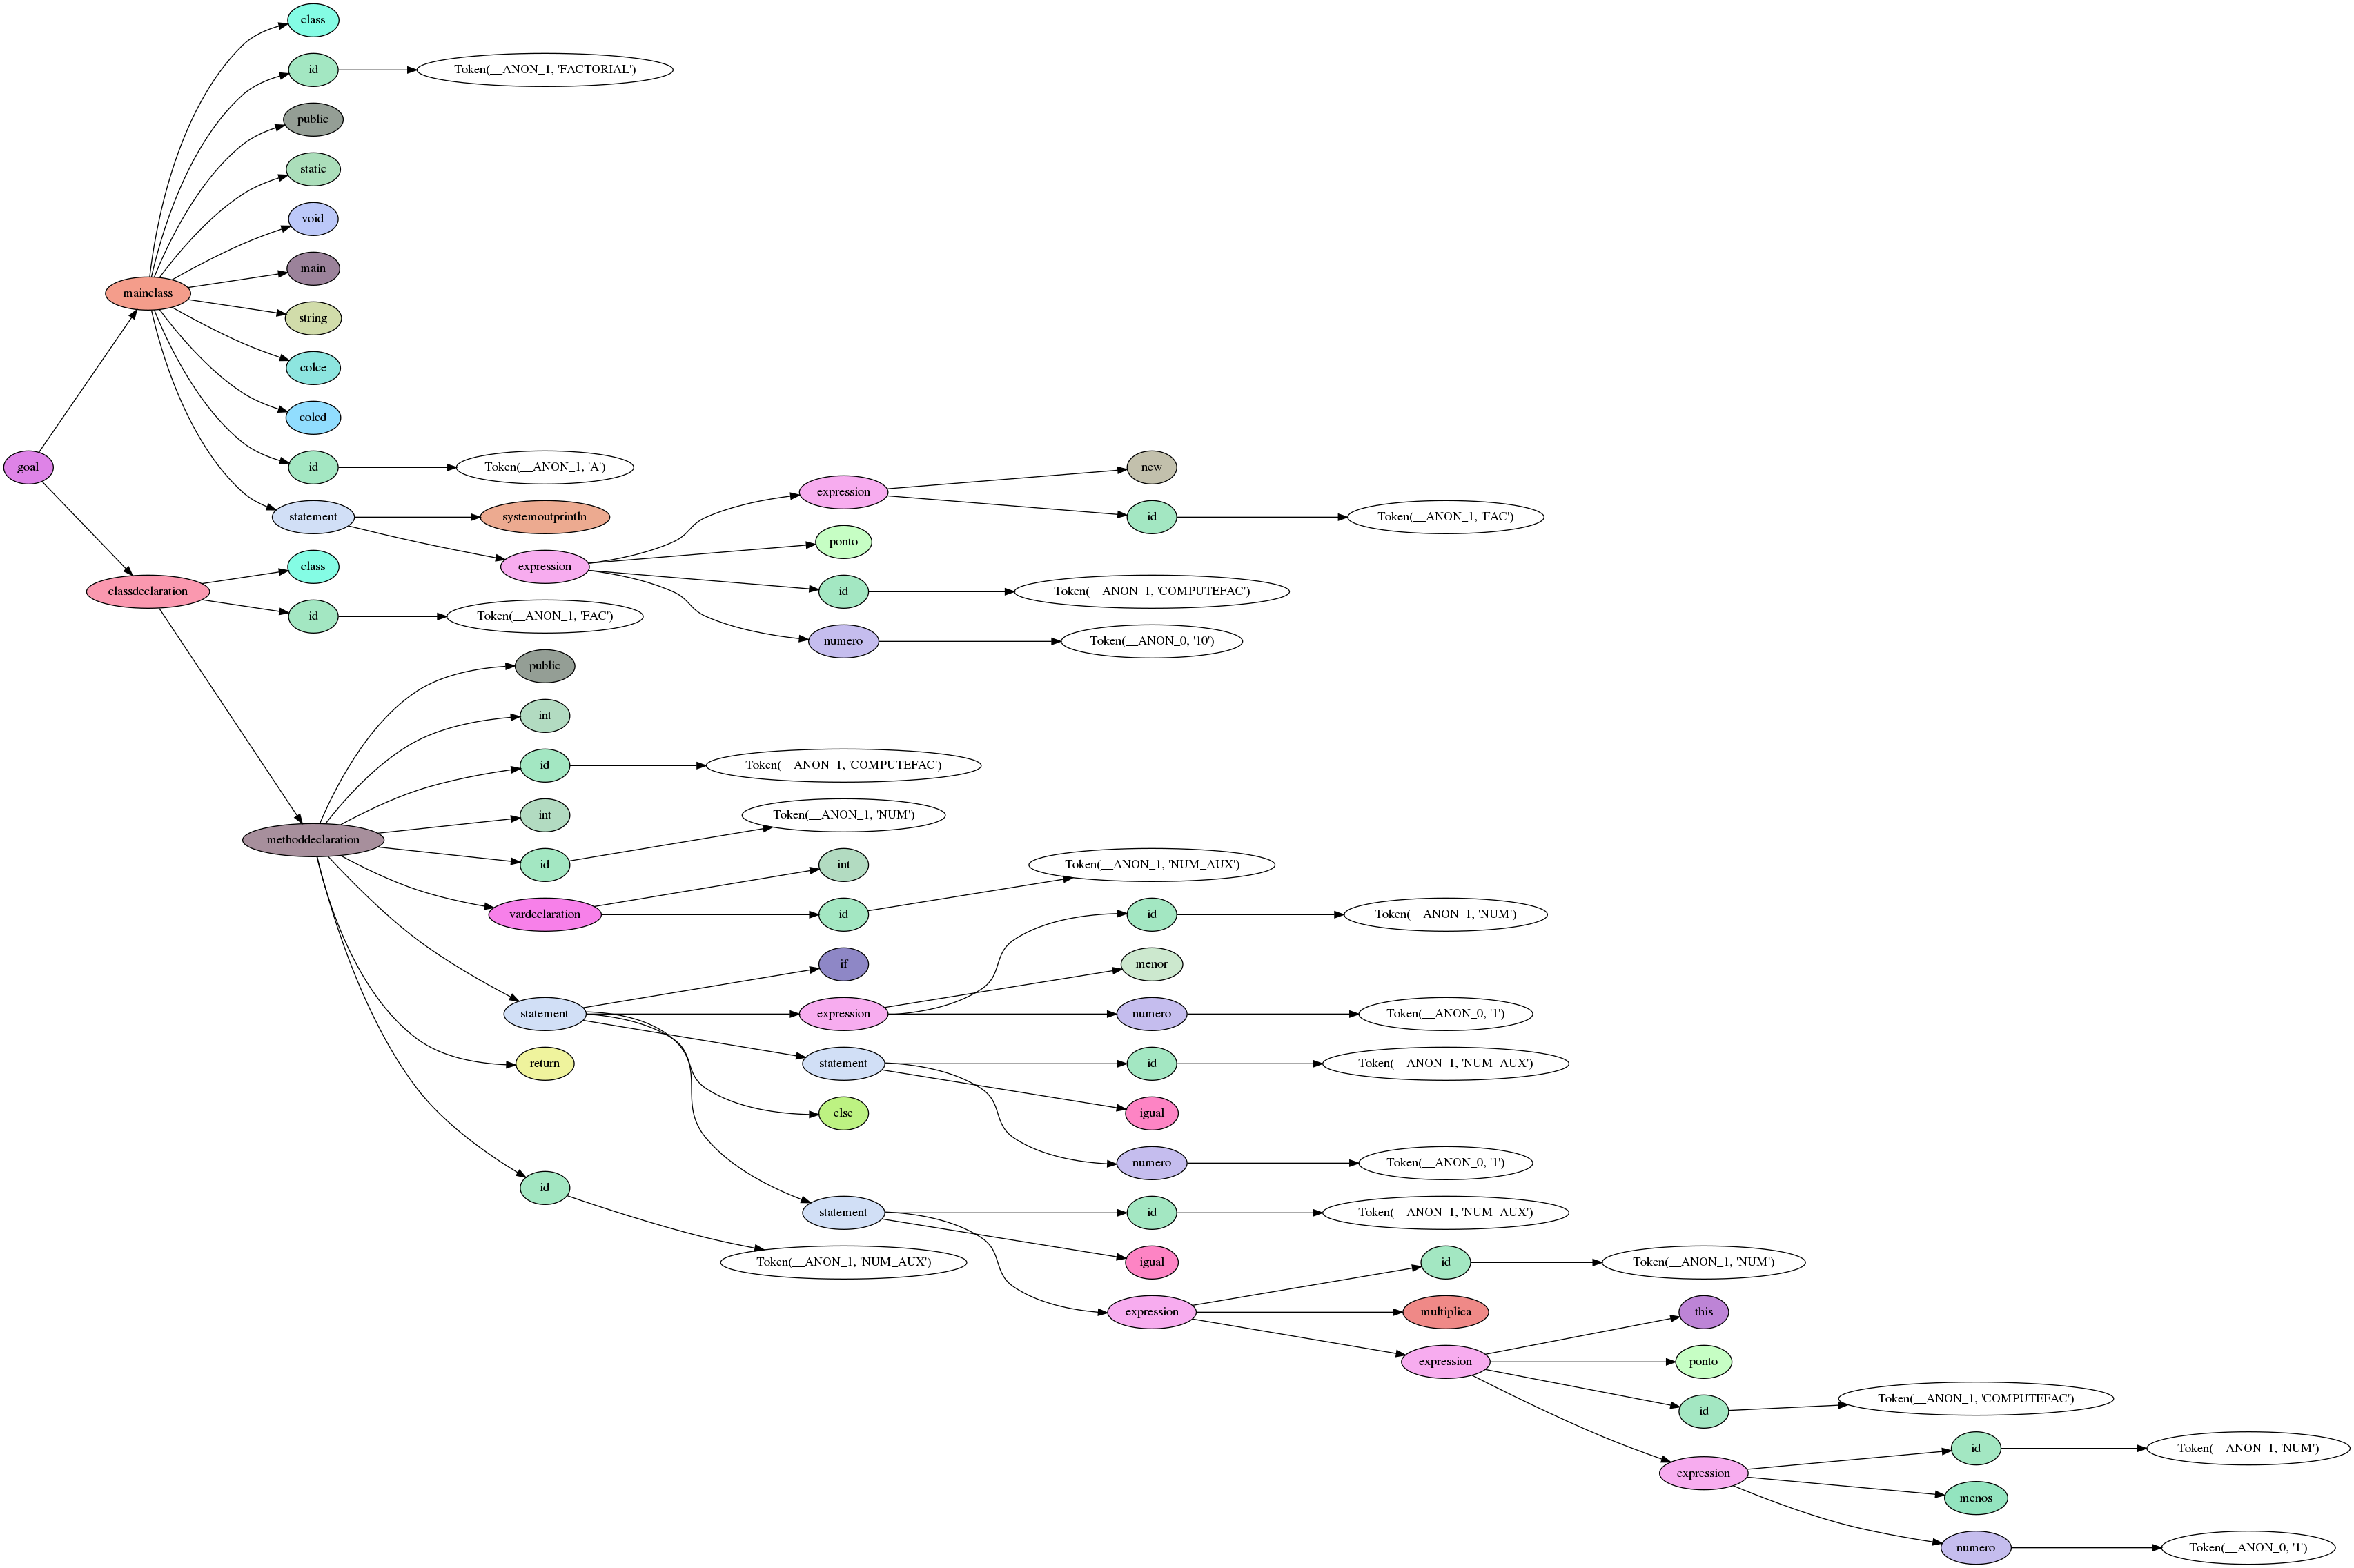 class
id
Token(__ANON_1, 'FACTORIAL')
public
static
void
main
mainclass
string
colce
colcd
goal
id
Token(__ANON_1, 'A')
expression
new
statement
systemoutprintln
id
Token(__ANON_1, 'FAC')
ponto
class
expression
classdeclaration
id
Token(__ANON_1, 'COMPUTEFAC')
id
Token(__ANON_1, 'FAC')
numero
Token(__ANON_0, '10')
public
int
id
Token(__ANON_1, 'COMPUTEFAC')
int
Token(__ANON_1, 'NUM')
methoddeclaration
id
int
Token(__ANON_1, 'NUM_AUX')
vardeclaration
id
id
Token(__ANON_1, 'NUM')
if
menor
statement
expression
numero
Token(__ANON_0, '1')
return
statement
id
Token(__ANON_1, 'NUM_AUX')
else
igual
numero
Token(__ANON_0, '1')
id
statement
id
Token(__ANON_1, 'NUM_AUX')
Token(__ANON_1, 'NUM_AUX')
igual
id
Token(__ANON_1, 'NUM')
expression
multiplica
this
expression
ponto
id
Token(__ANON_1, 'COMPUTEFAC')
id
Token(__ANON_1, 'NUM')
expression
menos
numero
Token(__ANON_0, '1')